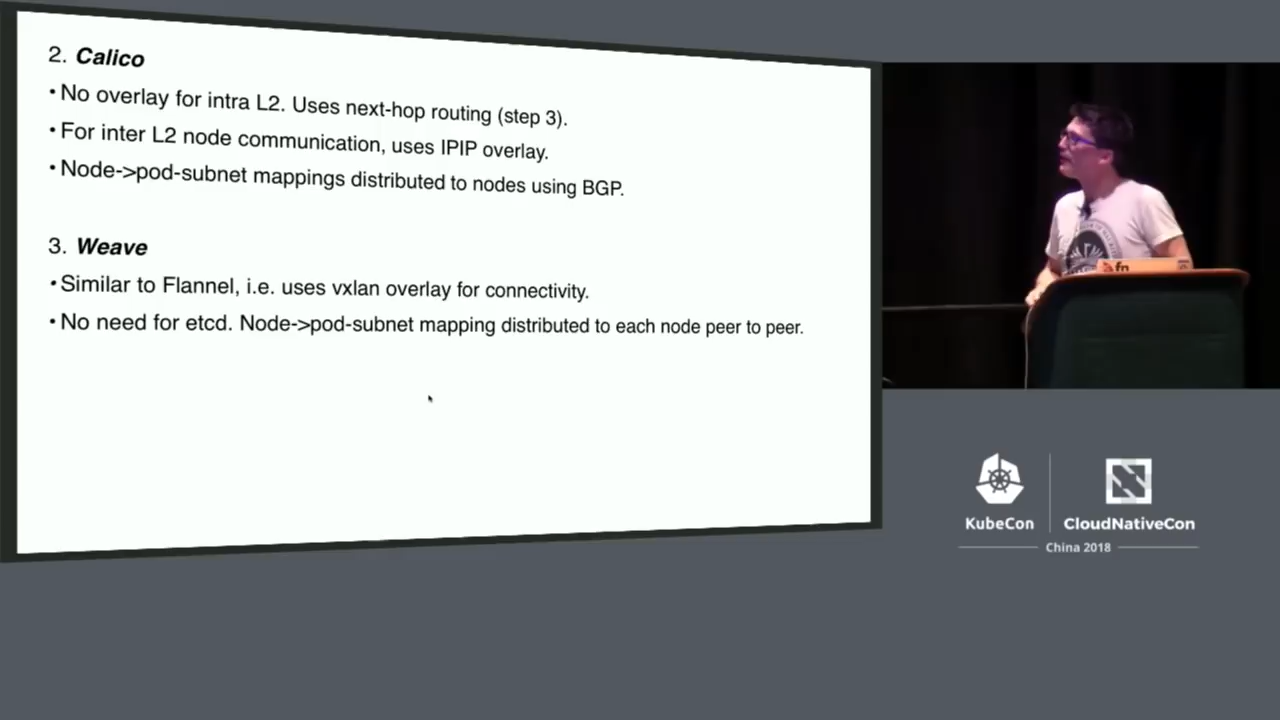 2. Calico
•No overlay for intra L2. Uses next-hop routing (step 3).
•For inter L2 node communication, uses IPIP overlay.
•Node->pod-subnet mappings distributed to nodes using BGP.
3. Weave
•Similar to Flannel, i.e. uses vxlan overlay for connectivity.
•No need for etcd. Node->pod-subnet mapping distributed to each node peer to peer.
fn
KubeCon
CloudNativeCon
China 2018